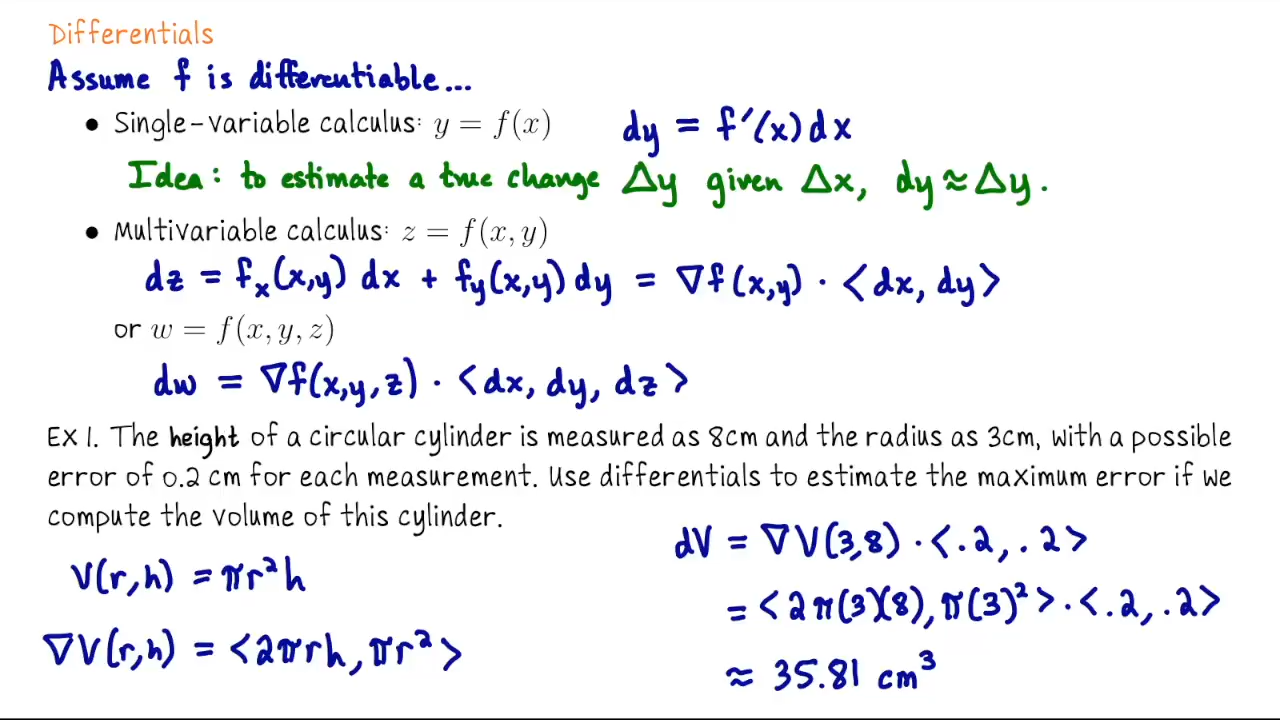 Differentials
Assume f is differentiable...
• Single-variable calculus: y = f(x) dy = f'(x) dx
Idea: to estimate a true change Δy given Δx, dy ≈ Δy.
• Multivariable calculus: z = f(x, y)
dz = fₓ(x,y) dx + f_y(x,y) dy = ∇f(x,y) · <dx, dy>
or w = f(x, y, z)
dw = ∇f(x,y,z) · <dx, dy, dz>
EX 1. The height of a circular cylinder is measured as 8cm and the radius as 3cm, with a possible
error of 0.2 cm for each measurement. Use differentials to estimate the maximum error if we
compute the volume of this cylinder.
V(r,h) = πr²h
∇V(r,h) = <2πrh, πr²>
dV = ∇V(3,8) · <.2, .2>
= <2π(3)(8), π(3)²> · <.2, .2>
≈ 35.81 cm³